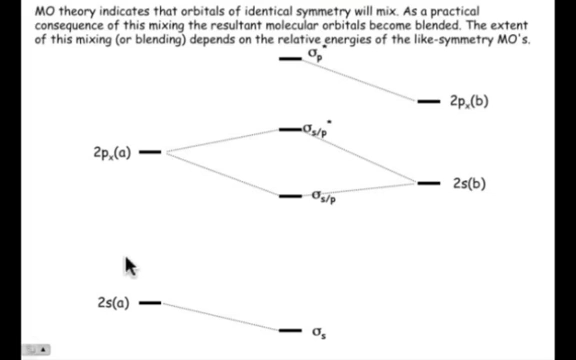 MO theory indicates that orbitals of identical symmetry will mix. As a practical
consequence of this mixing the resultant molecular orbitals become blended. The extent
of this mixing (or blending) depends on the relative energies of the like-symmetry MO's.
σp*
2px(b)
σs/p*
2px(a)
2s(b)
σs/p
2s(a)
σs